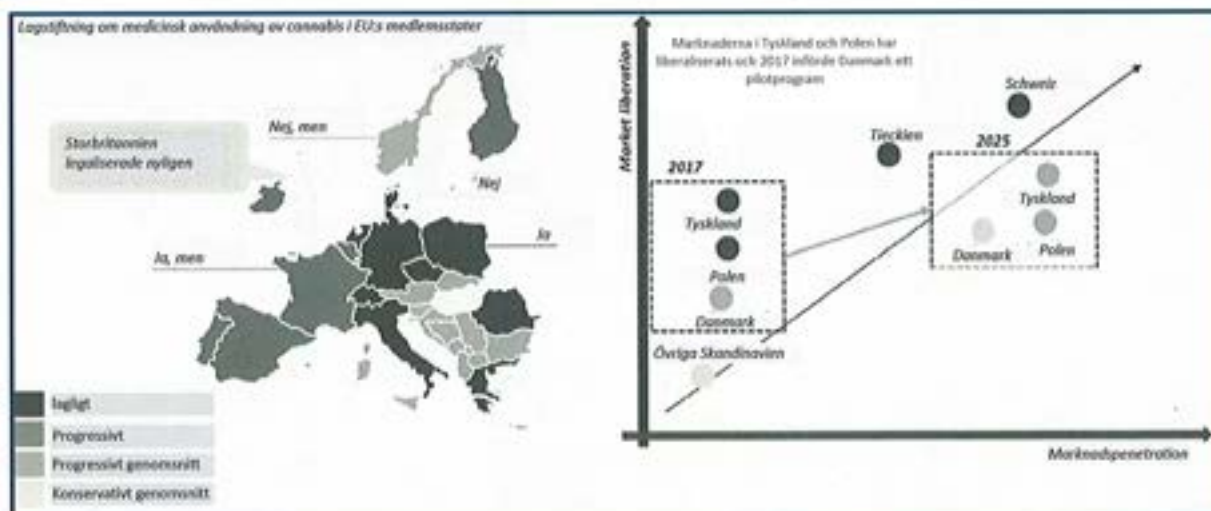 Lagstiftning om medicinsk användning av cannabis i EU:s medlemsstater
Nej, men
Storbritannien
legaliserade nyligen
Nej
Ja
Ja, men
lagligt
Progressivt
Progressivt genomsnitt
Konservativt genomsnitt
Market liberation
Marknaderna i Tyskland och Polen har
liberaliserats och 2017 införde Danmark ett
pilotprogram
Schweiz
Tjeckien
2017
2025
Tyskland
Polen
Danmark
Tyskland
Danmark
Polen
Övriga Skandinavien
Marknadspenetration